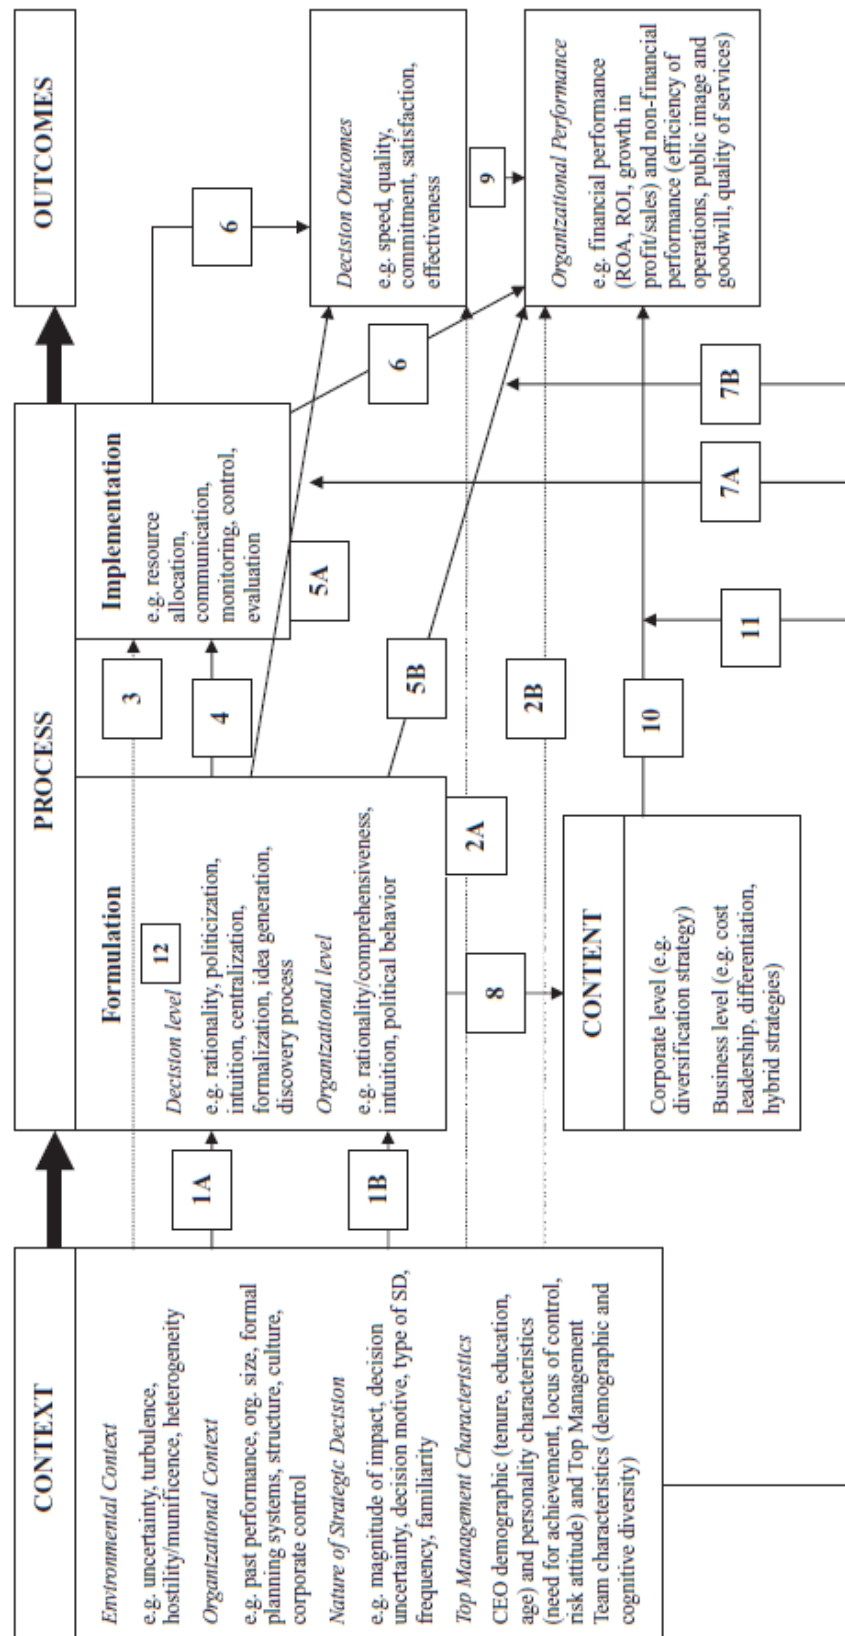 CONTEXT
Environmental Context
e.g. uncertainty, turbulence,
hostility/munificence, heterogeneity
Organizational Context
e.g. past performance, org. size, formal
planning systems, structure, culture,
corporate control
Nature of Strategic Decision
e.g. magnitude of impact, decision
uncertainty, decision motive, type of SD,
frequency, familiarity
Top Management Characteristics
CEO demographic (tenure, education,
age) and personality characteristics
(need for achievement, locus of control,
risk attitude) and Top Management
Team characteristics (demographic and
cognitive diversity)
1A
1B
PROCESS
Formulation
12
Decision level
e.g. rationality, politicization,
intuition, centralization,
formalization, idea generation,
discovery process
Organizational level
e.g. rationality/comprehensiveness,
intuition, political behavior
2A
8
CONTENT
Corporate level (e.g.
diversification strategy)
Business level (e.g. cost
leadership, differentiation,
hybrid strategies)
3
4
5B
2B
10
Implementation
e.g. resource
allocation,
communication,
monitoring, control,
evaluation
5A
11
7A
7B
6
6
OUTCOMES
Decision Outcomes
e.g. speed, quality,
commitment, satisfaction,
effectiveness
9
Organizational Performance
e.g. financial performance
(ROA, ROI, growth in
profit/sales) and non-financial
performance (efficiency of
operations, public image and
goodwill, quality of services)